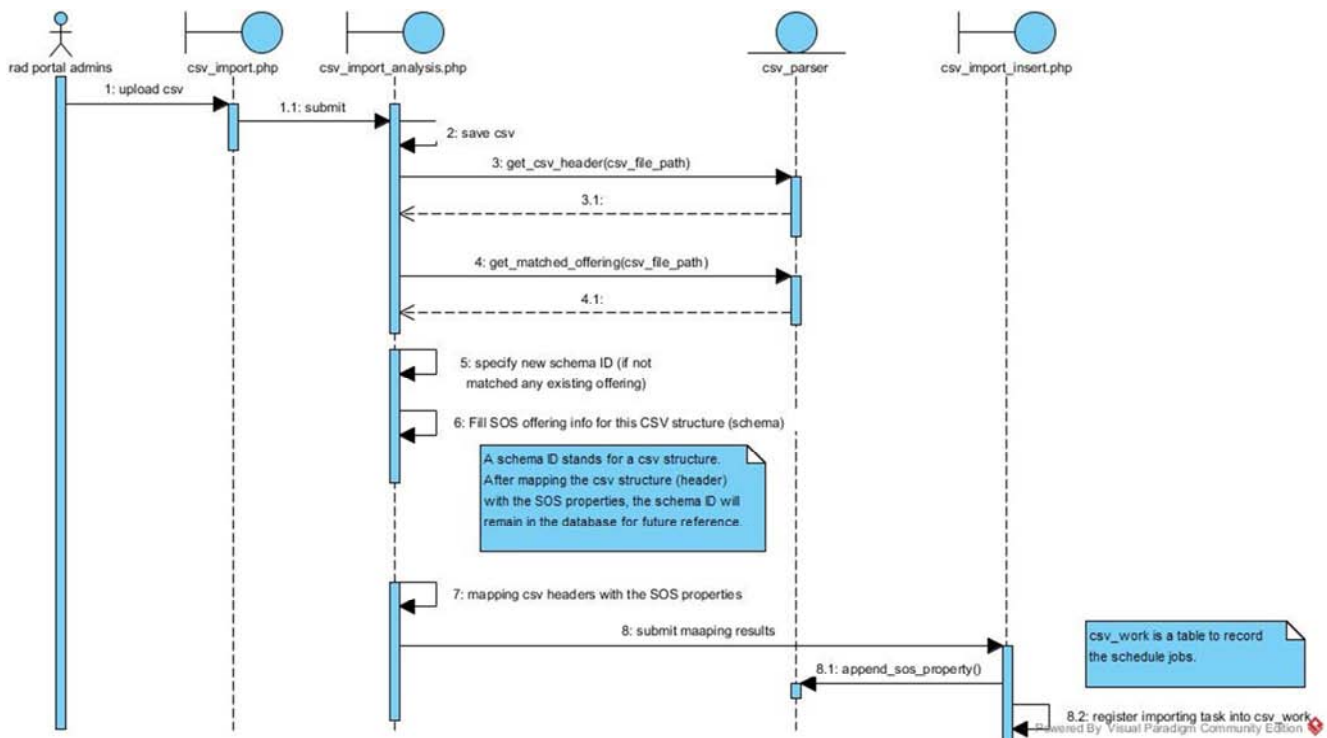 rad portal admins
csv_import.php
csv_import_analysis.php
csv_parser
csv_import_insert.php
1: upload csv
1.1: submit
2: save csv
3: get_csv_header(csv_file_path)
3.1:
4: get_matched_offering(csv_file_path)
4.1:
5: specify new schema ID (if not
matched any existing offering)
6: Fill SOS offering info for this CSV structure (schema)
A schema ID stands for a csv structure.
After mapping the csv structure (header)
with the SOS properties, the schema ID will
remain in the database for future reference.
7: mapping csv headers with the SOS properties
8: submit maaping results
csv_work is a table to record
the schedule jobs.
8.1: append_sos_property()
8.2: register importing task into csv_work
Powered By Visual Paradigm Community Edition